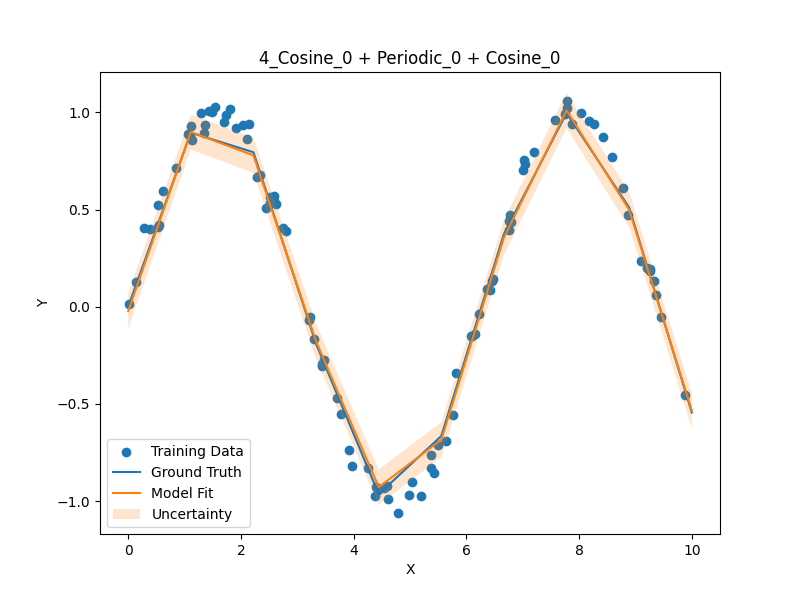 4_Cosine_0 + Periodic_0 + Cosine_0
1.0
0.5
0.0
−0.5
−1.0
Y
Training Data
Ground Truth
Model Fit
Uncertainty
0 2 4 6 8 10
X